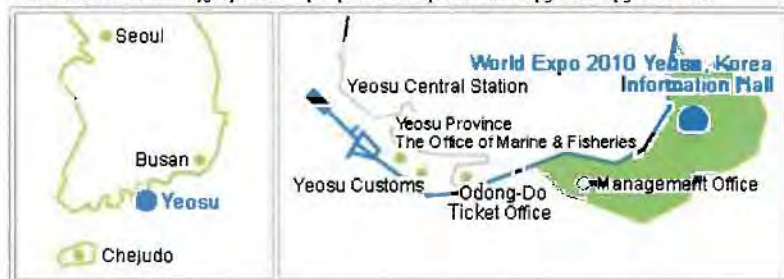 Seoul
Busan
Yeosu
Chejudo
World Expo 2010 Yeosu, Korea
Information Hall
Yeosu Central Station
Yeosu Province
The Office of Marine & Fisheries
Yeosu Customs
Odong-Do
Ticket Office
Management Office